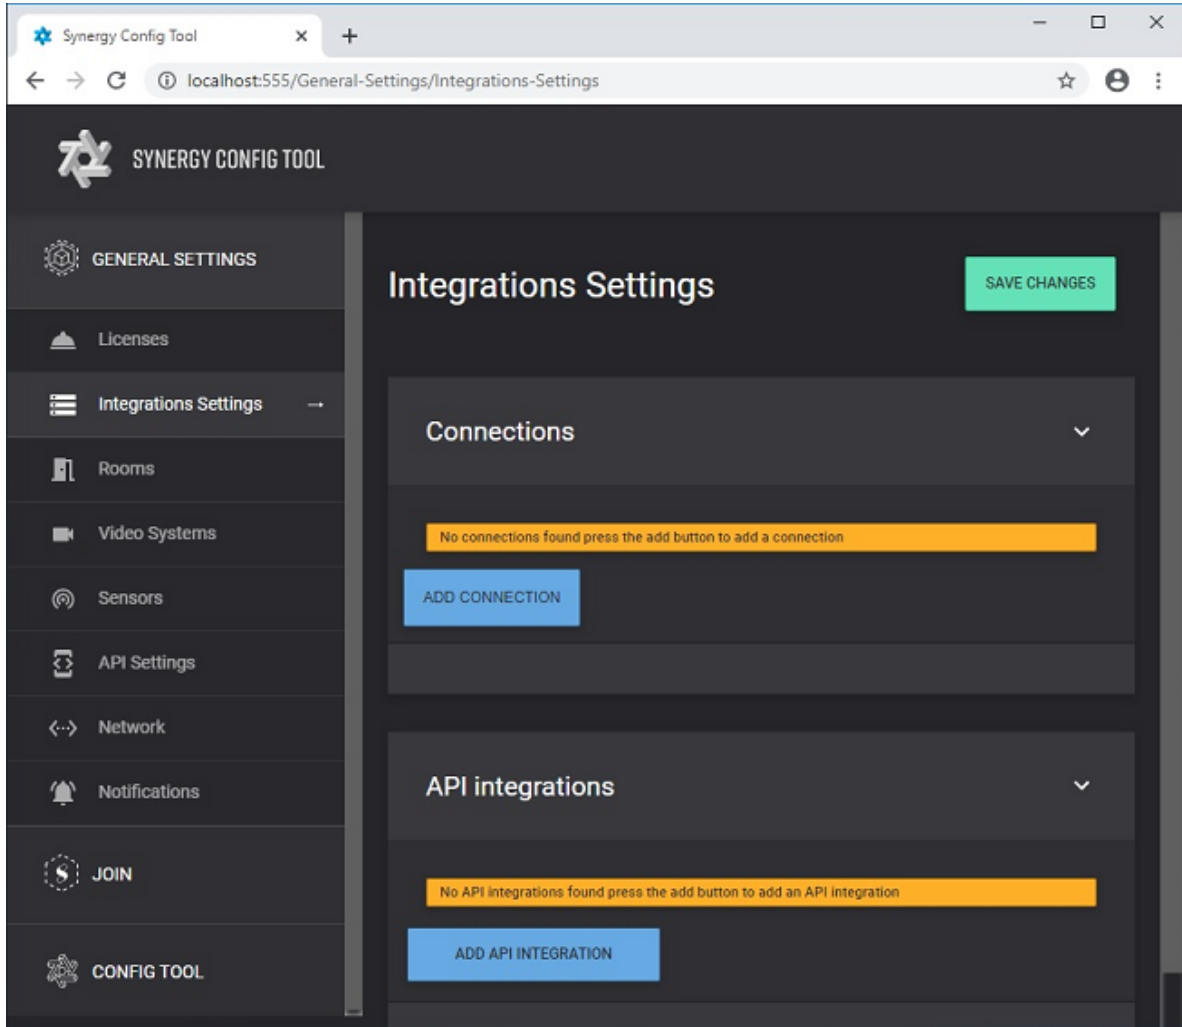 Synergy Config Tool
localhost:555/General-Settings/Integrations-Settings
SYNERGY CONFIG TOOL
GENERAL SETTINGS
Licenses
Integrations Settings
Rooms
Video Systems
Sensors
API Settings
Network
Notifications
JOIN
CONFIG TOOL
Integrations Settings
SAVE CHANGES
Connections
No connections found press the add button to add a connection
ADD CONNECTION
API integrations
No API integrations found press the add button to add an API integration
ADD API INTEGRATION